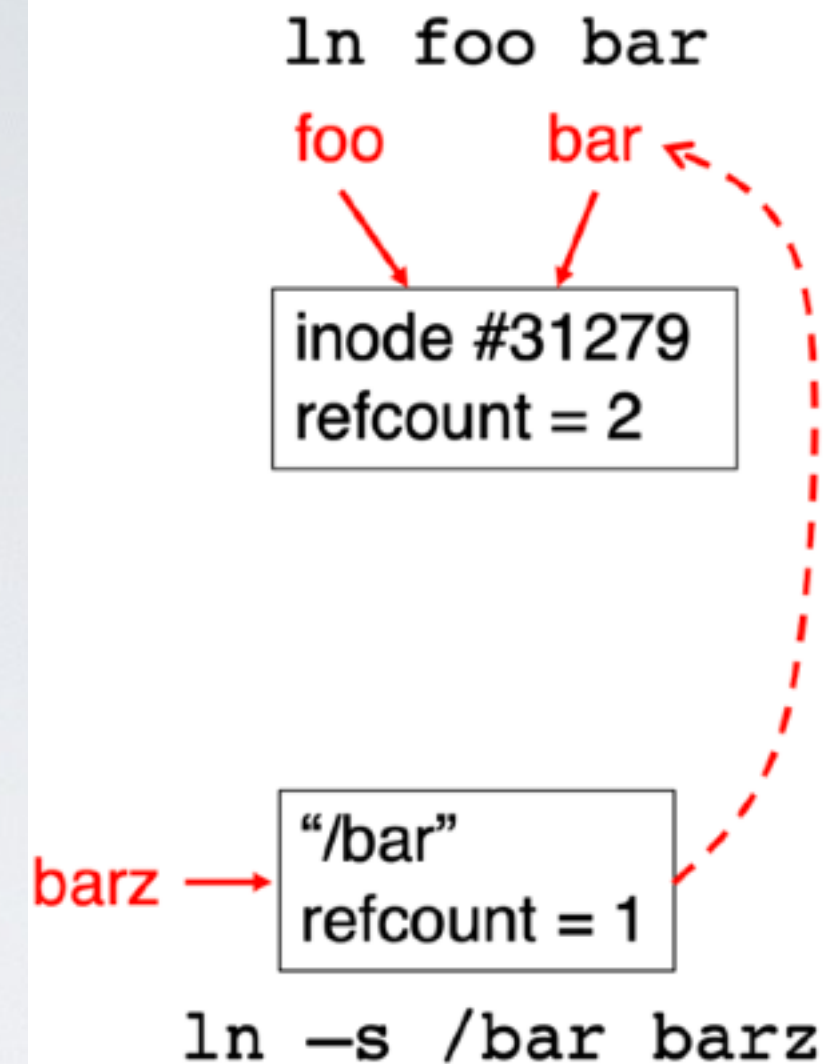 ln foo bar
foo bar
inode #31279
refcount = 2
“/bar”
barz
refcount = 1
ln –s /bar barz